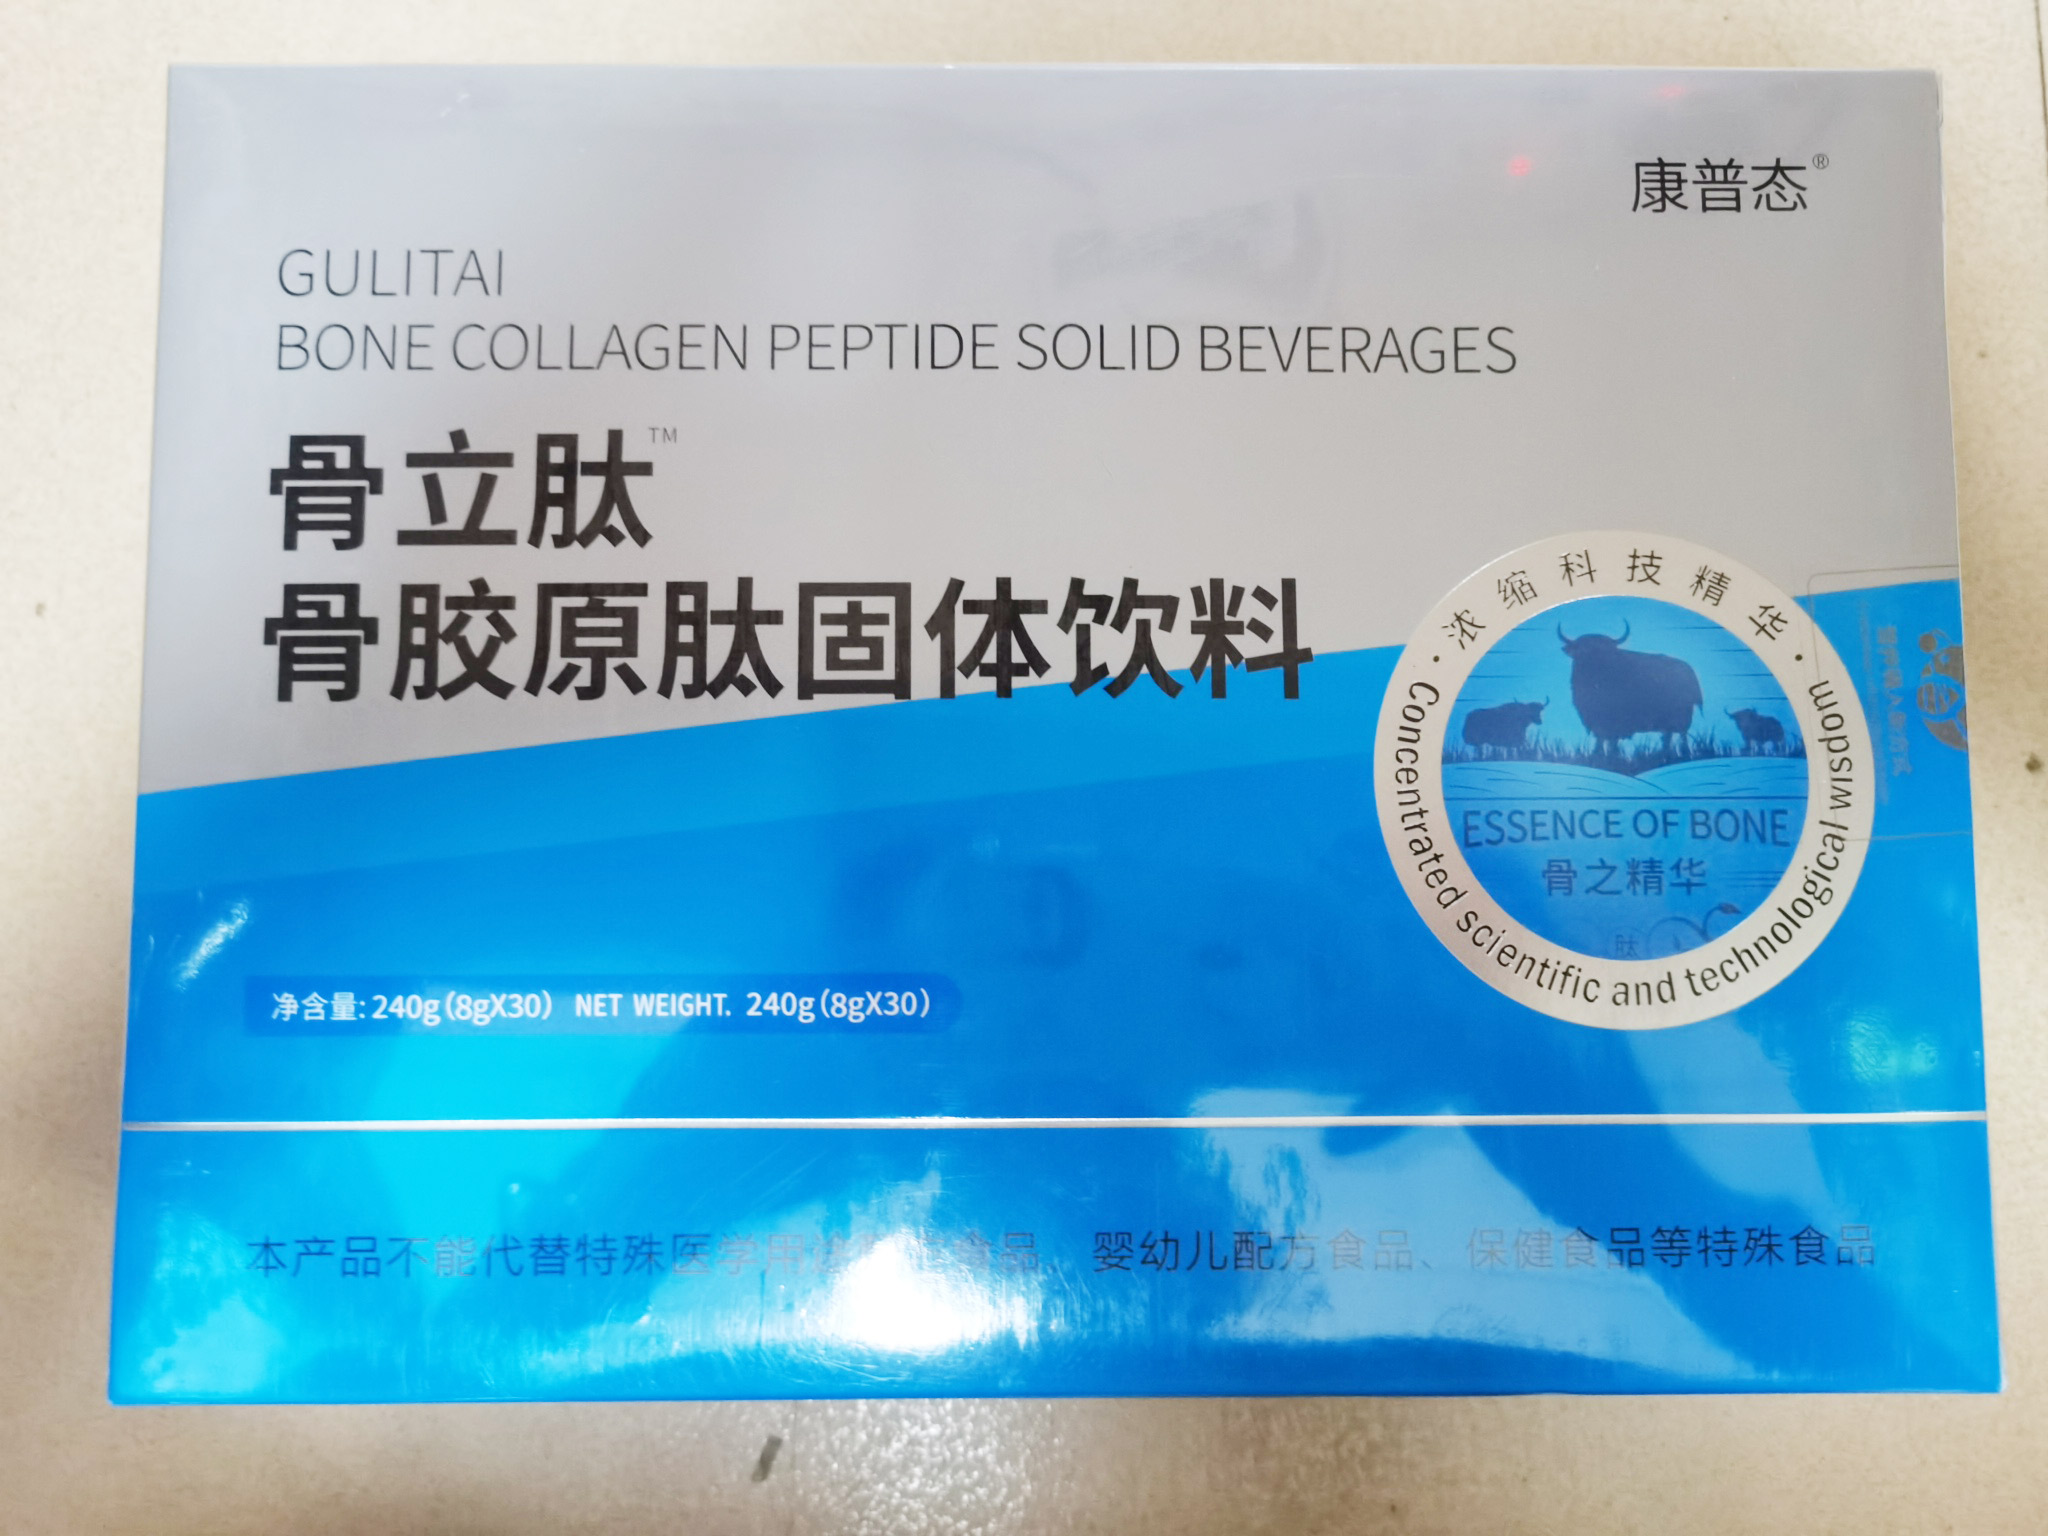 康普态®
GULITAI
BONE COLLAGEN PEPTIDE SOLID BEVERAGES
骨立肽™
骨胶原肽固体饮料
·浓缩科技精华·
Concentrated scientific and technological wisdom
ESSENCE OF BONE
骨之精华
肽
净含量: 240g(8gX30) NET WEIGHT. 240g(8gX30)
本产品不能代替特殊医学用途 食品、婴幼儿配方食品、保健食品等特殊食品